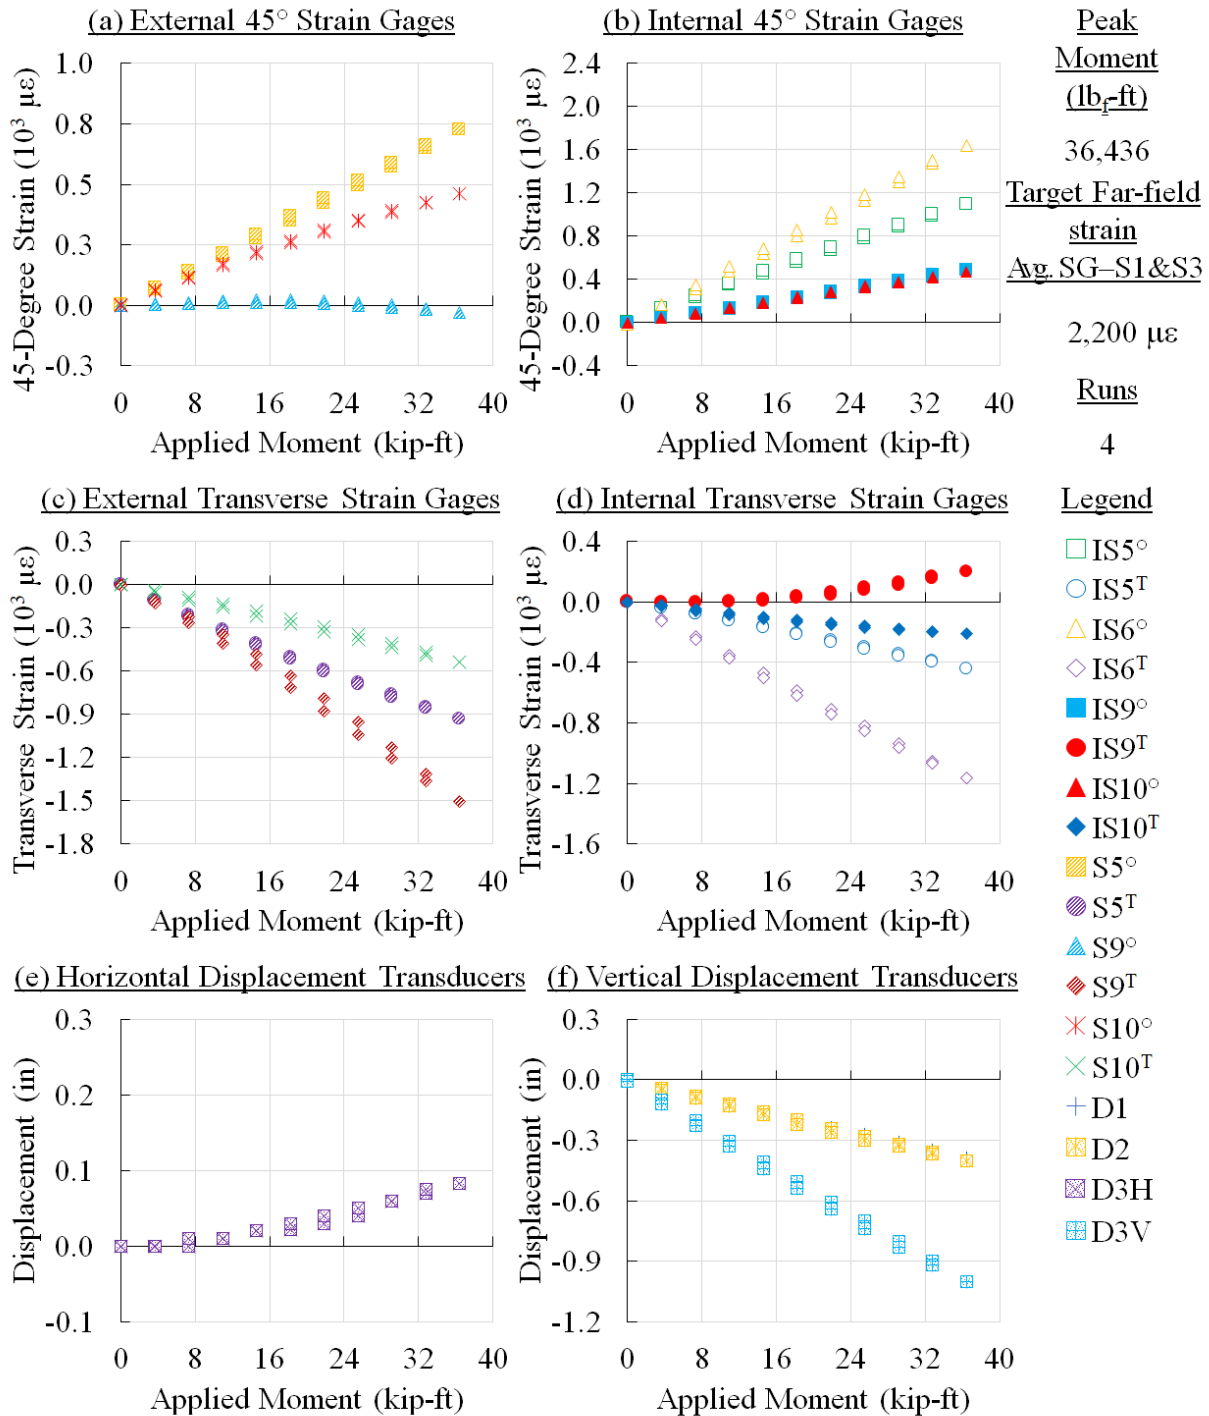 (a) External 45° Strain Gages
45-Degree Strain (10³ με)
1.0
0.8
0.5
0.3
0.0
-0.3
0 8 16 24 32 40
Applied Moment (kip-ft)
(b) Internal 45° Strain Gages
45-Degree Strain (10³ με)
2.4
2.0
1.6
1.2
0.8
0.4
0.0
-0.4
0 8 16 24 32 40
Applied Moment (kip-ft)
Peak
Moment
(lbf-ft)
36,436
Target Far-field
strain
Avg. SG–S1&S3
2,200 με
Runs
4
(c) External Transverse Strain Gages
Transverse Strain (10³ με)
0.3
0.0
-0.3
-0.6
-0.9
-1.2
-1.5
-1.8
0 8 16 24 32 40
Applied Moment (kip-ft)
(d) Internal Transverse Strain Gages
Transverse Strain (10³ με)
0.4
0.0
-0.4
-0.8
-1.2
-1.6
0 8 16 24 32 40
Applied Moment (kip-ft)
Legend
IS5°
IS5ᵀ
IS6°
IS6ᵀ
IS9°
IS9ᵀ
IS10°
IS10ᵀ
S5°
S5ᵀ
S9°
S9ᵀ
S10°
S10ᵀ
D1
D2
D3H
D3V
(e) Horizontal Displacement Transducers
Displacement (in)
0.3
0.2
0.1
0.0
-0.1
0 8 16 24 32 40
Applied Moment (kip-ft)
(f) Vertical Displacement Transducers
Displacement (in)
0.3
0.0
-0.3
-0.6
-0.9
-1.2
0 8 16 24 32 40
Applied Moment (kip-ft)